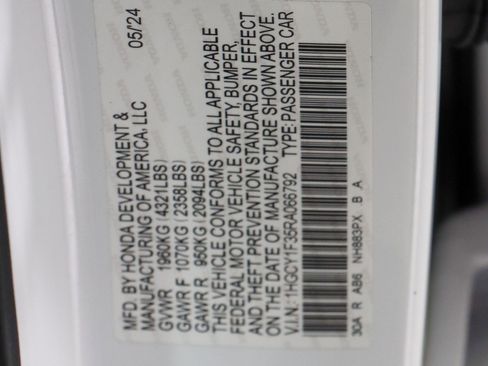 MFD. BY HONDA DEVELOPMENT & 05/24
MANUFACTURING OF AMERICA, LLC
GVWR 1960KG (4321LBS)
GAWR F 1070KG (2358LBS)
GAWR R 950KG (2094LBS)
THIS VEHICLE CONFORMS TO ALL APPLICABLE
FEDERAL MOTOR VEHICLE SAFETY, BUMPER,
AND THEFT PREVENTION STANDARDS IN EFFECT
ON THE DATE OF MANUFACTURE SHOWN ABOVE.
V.I.N.: 1HGCY1F35RA066792 TYPE: PASSENGER CAR
30A R AB6 NH883PX B A